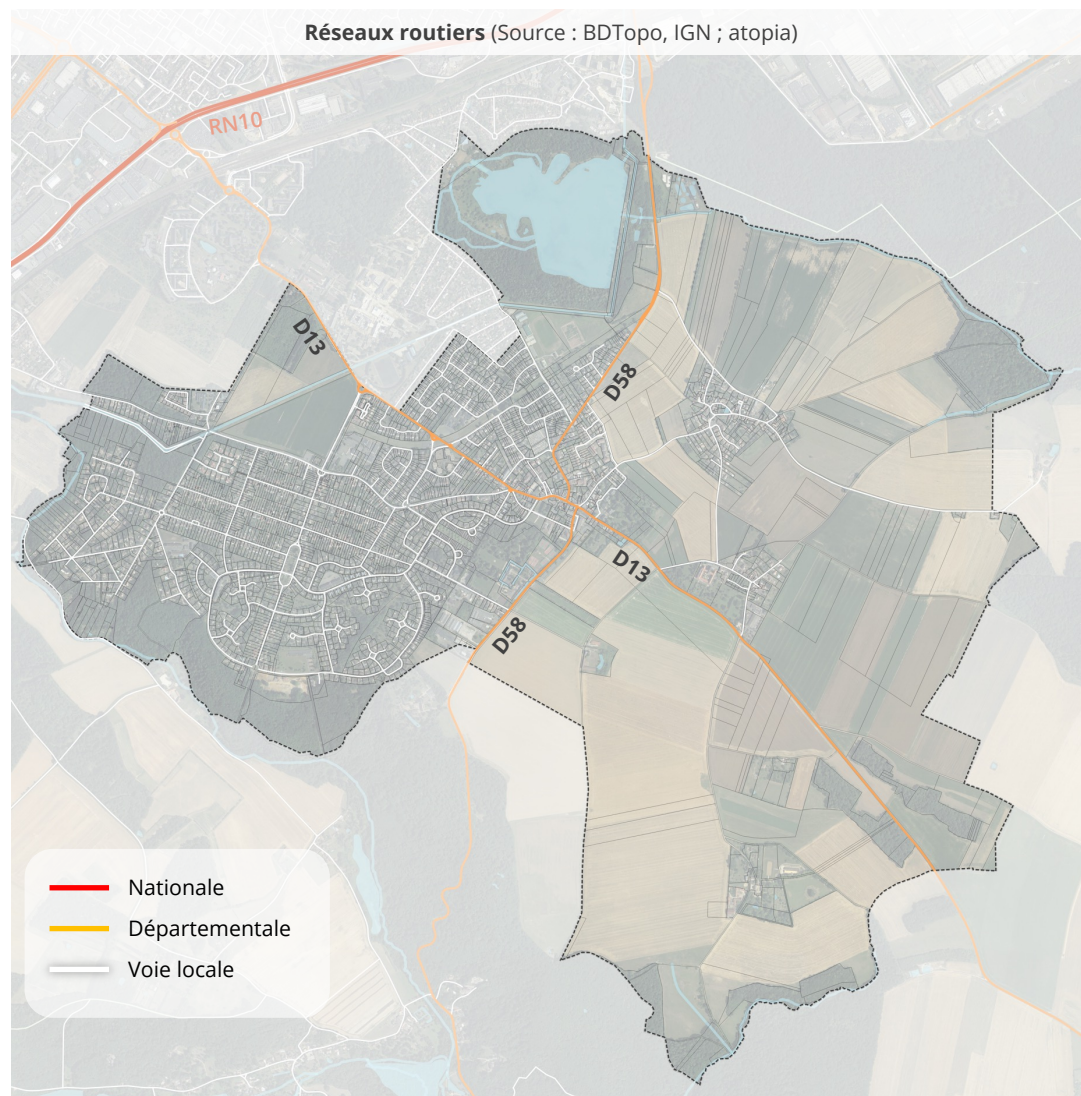 Réseaux routiers (Source : BDTopo, IGN ; atopia)
RN10
D13
D58
D13
D58
Nationale
Départementale
Voie locale